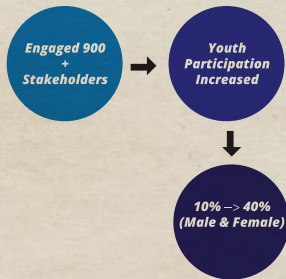 Engaged 900
+
Stakeholders
Youth
Participation
Increased
10% --> 40%
(Male & Female)